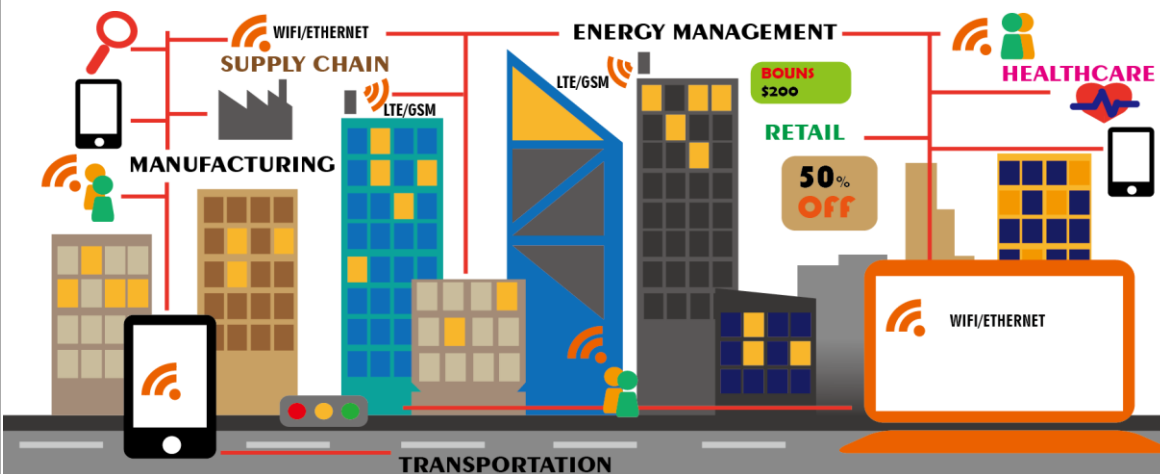 WIFI/ETHERNET
ENERGY MANAGEMENT
SUPPLY CHAIN
HEALTHCARE
LTE/GSM
LTE/GSM
BOUNS
$200
RETAIL
MANUFACTURING
50%
OFF
WIFI/ETHERNET
TRANSPORTATION